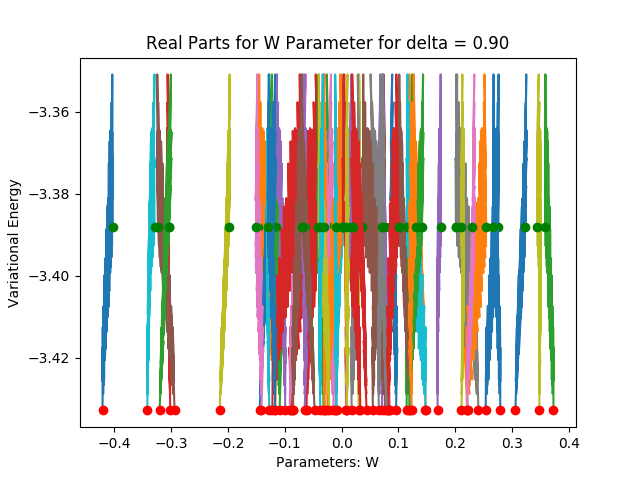 Real Parts for W Parameter for delta = 0.90
Variational Energy
−3.36
−3.38
−3.40
−3.42
−0.4 −0.3 −0.2 −0.1 0.0 0.1 0.2 0.3 0.4
Parameters: W